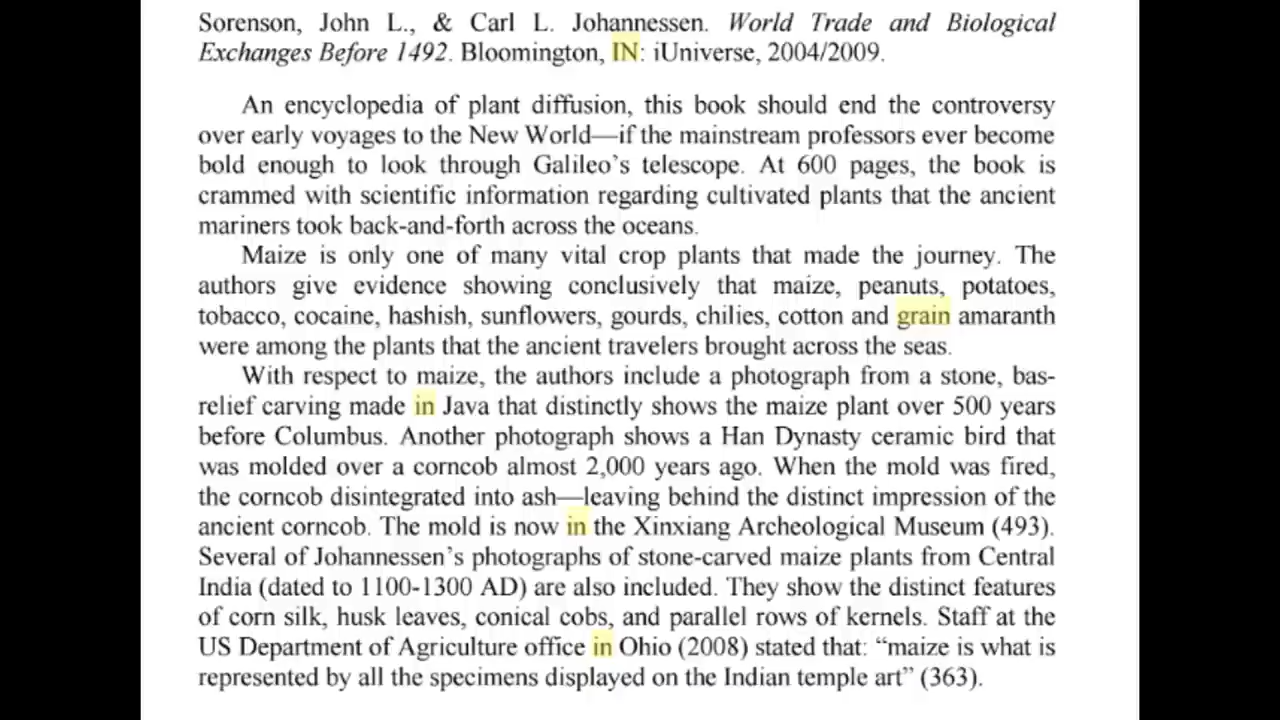 Sorenson, John L., & Carl L. Johannessen. World Trade and Biological
Exchanges Before 1492. Bloomington, IN: iUniverse, 2004/2009.
An encyclopedia of plant diffusion, this book should end the controversy
over early voyages to the New World—if the mainstream professors ever become
bold enough to look through Galileo's telescope. At 600 pages, the book is
crammed with scientific information regarding cultivated plants that the ancient
mariners took back-and-forth across the oceans.
Maize is only one of many vital crop plants that made the journey. The
authors give evidence showing conclusively that maize, peanuts, potatoes,
tobacco, cocaine, hashish, sunflowers, gourds, chilies, cotton and grain amaranth
were among the plants that the ancient travelers brought across the seas.
With respect to maize, the authors include a photograph from a stone, bas-
relief carving made in Java that distinctly shows the maize plant over 500 years
before Columbus. Another photograph shows a Han Dynasty ceramic bird that
was molded over a corncob almost 2,000 years ago. When the mold was fired,
the corncob disintegrated into ash—leaving behind the distinct impression of the
ancient corncob. The mold is now in the Xinxiang Archeological Museum (493).
Several of Johannessen's photographs of stone-carved maize plants from Central
India (dated to 1100-1300 AD) are also included. They show the distinct features
of corn silk, husk leaves, conical cobs, and parallel rows of kernels. Staff at the
US Department of Agriculture office in Ohio (2008) stated that: “maize is what is
represented by all the specimens displayed on the Indian temple art” (363).